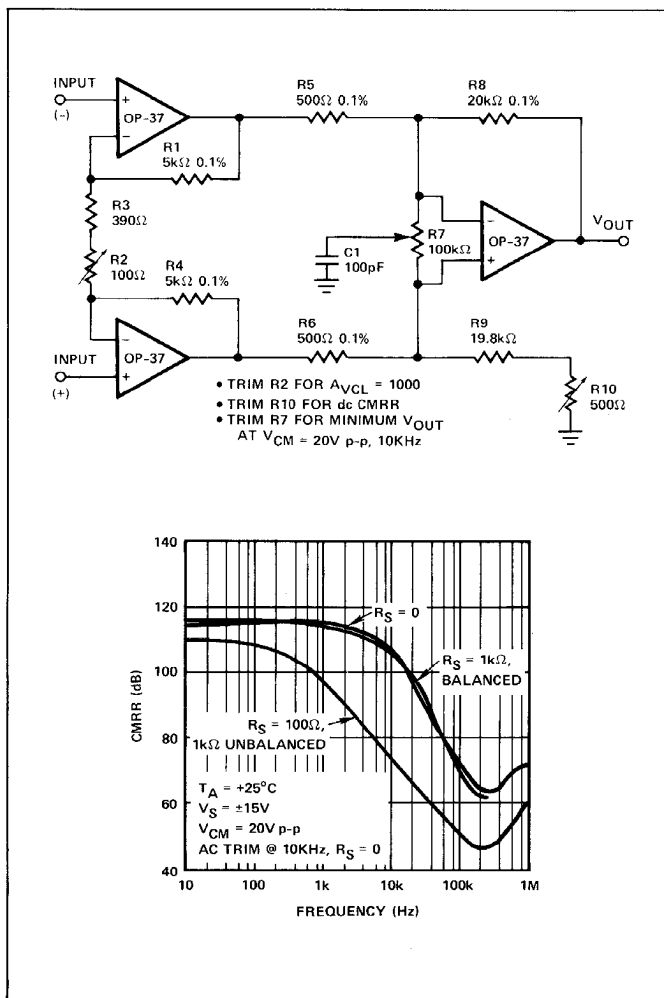 INPUT
(−)
+
−
OP-37
R1
5kΩ 0.1%
R3
390Ω
R2
100Ω
R4
5kΩ 0.1%
−
+
OP-37
INPUT
(+)
R5
500Ω 0.1%
R8
20kΩ 0.1%
R7
100kΩ
C1
100pF
−
+
OP-37
VOUT
R6
500Ω 0.1%
R9
19.8kΩ
R10
500Ω
• TRIM R2 FOR AVCL = 1000
• TRIM R10 FOR dc CMRR
• TRIM R7 FOR MINIMUM VOUT
AT VCM = 20V p-p, 10KHz
140
120
100
80
60
40
CMRR (dB)
RS = 0
RS = 1kΩ,
BALANCED
RS = 100Ω,
1kΩ UNBALANCED
TA = +25°C
VS = ±15V
VCM = 20V p-p
AC TRIM @ 10KHz, RS = 0
10 100 1k 10k 100k 1M
FREQUENCY (Hz)